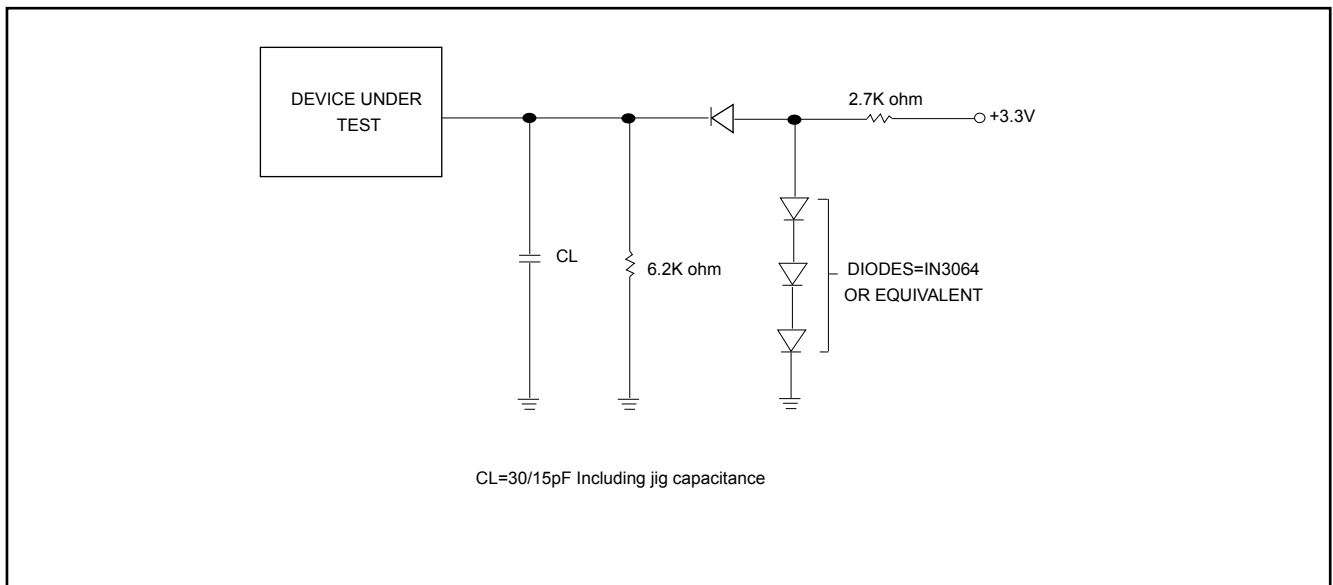 DEVICE UNDER
TEST
2.7K ohm
+3.3V
CL
6.2K ohm
DIODES=IN3064
OR EQUIVALENT
CL=30/15pF Including jig capacitance